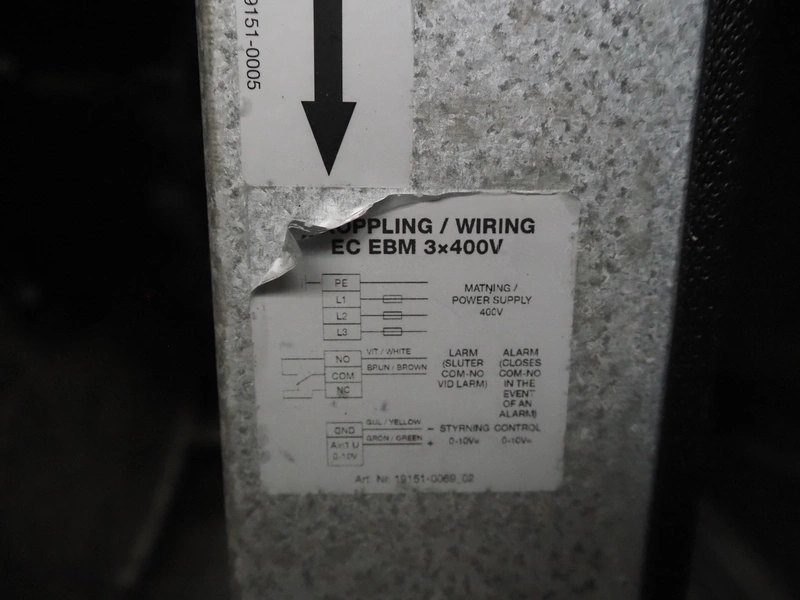 9151-0005
OPPLING / WIRING
EC EBM 3×400V
PE
L1
L2
L3
MATNING /
POWER SUPPLY
400V
NO
COM
NC
VIT / WHITE
BRUN / BROWN
LARM
(SLUTER
COM-NO
VID LARM)
ALARM
(CLOSES
COM-NO
IN THE
EVENT
OF AN
ALARM)
GND
Ain1 U
0-10V
GUL / YELLOW
GRÖN / GREEN
− STYRNING CONTROL
+ 0-10V= 0-10V=
Art. Nr. 19151-0069_02